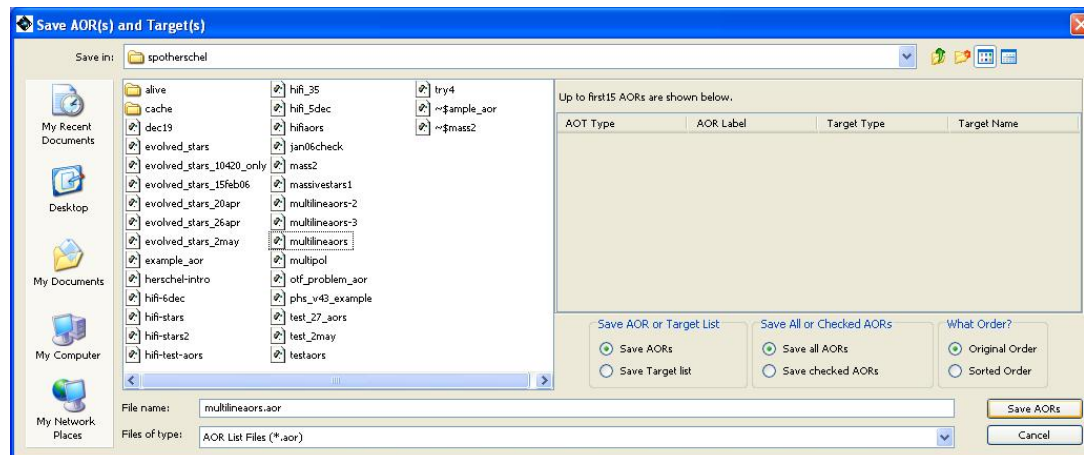 Save AOR(s) and Target(s)
Save in: spotherschel
My Recent Documents
Desktop
My Documents
My Computer
My Network Places
alive
cache
dec19
evolved_stars
evolved_stars_10420_only
evolved_stars_15feb06
evolved_stars_20apr
evolved_stars_26apr
evolved_stars_2may
example_aor
herschel-intro
hifi-6dec
hifi-stars
hifi-stars2
hifi-test-aors
hifi_35
hifi_5dec
hifiaors
jan06check
mass2
massivestars1
multilineaors-2
multilineaors-3
multilineaors
multipol
otf_problem_aor
phs_v43_example
test_27_aors
test_2may
testaors
try4
~$ample_aor
~$mass2
Up to first15 AORs are shown below.
AOT Type AOR Label Target Type Target Name
Save AOR or Target List
Save AORs
Save Target list
Save All or Checked AORs
Save all AORs
Save checked AORs
What Order?
Original Order
Sorted Order
File name: multilineaors.aor
Files of type: AOR List Files (*.aor)
Save AORs
Cancel